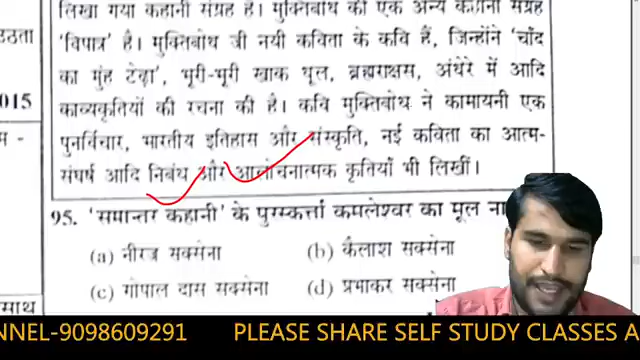 लिखा गया कहानी संग्रह है। मुक्तिबोध का एक अन्य कहानी संग्रह
उठता
'विपात्र' है। मुक्तिबोध जी नयी कविता के कवि हैं, जिन्होंने 'चाँद
का मुंह टेढ़ा', भूरी-भूरी खाक धूल, ब्रह्मराक्षस, अंधेरे में आदि
015
काव्यकृतियों की रचना की है। कवि मुक्तिबोध ने कामायनी एक
म -
पुनर्विचार, भारतीय इतिहास और संस्कृति, नई कविता का आत्म-
संघर्ष आदि निबंध और आलोचनात्मक कृतियाँ भी लिखीं।
95. 'समान्तर कहानी' के पुरस्कर्त्ता कमलेश्वर का मूल ना
(a) नीरज सक्सेना (b) कैलाश सक्सेना
(c) गोपाल दास सक्सेना (d) प्रभाकर सक्सेना
साथ
NNEL-9098609291 PLEASE SHARE SELF STUDY CLASSES A